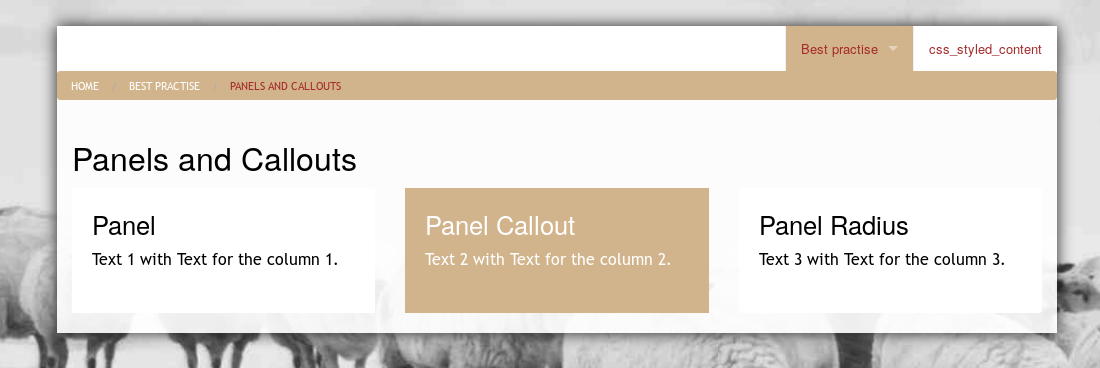 Best practise css_styled_content
HOME / BEST PRACTISE / PANELS AND CALLOUTS
Panels and Callouts
Panel
Text 1 with Text for the column 1.
Panel Callout
Text 2 with Text for the column 2.
Panel Radius
Text 3 with Text for the column 3.